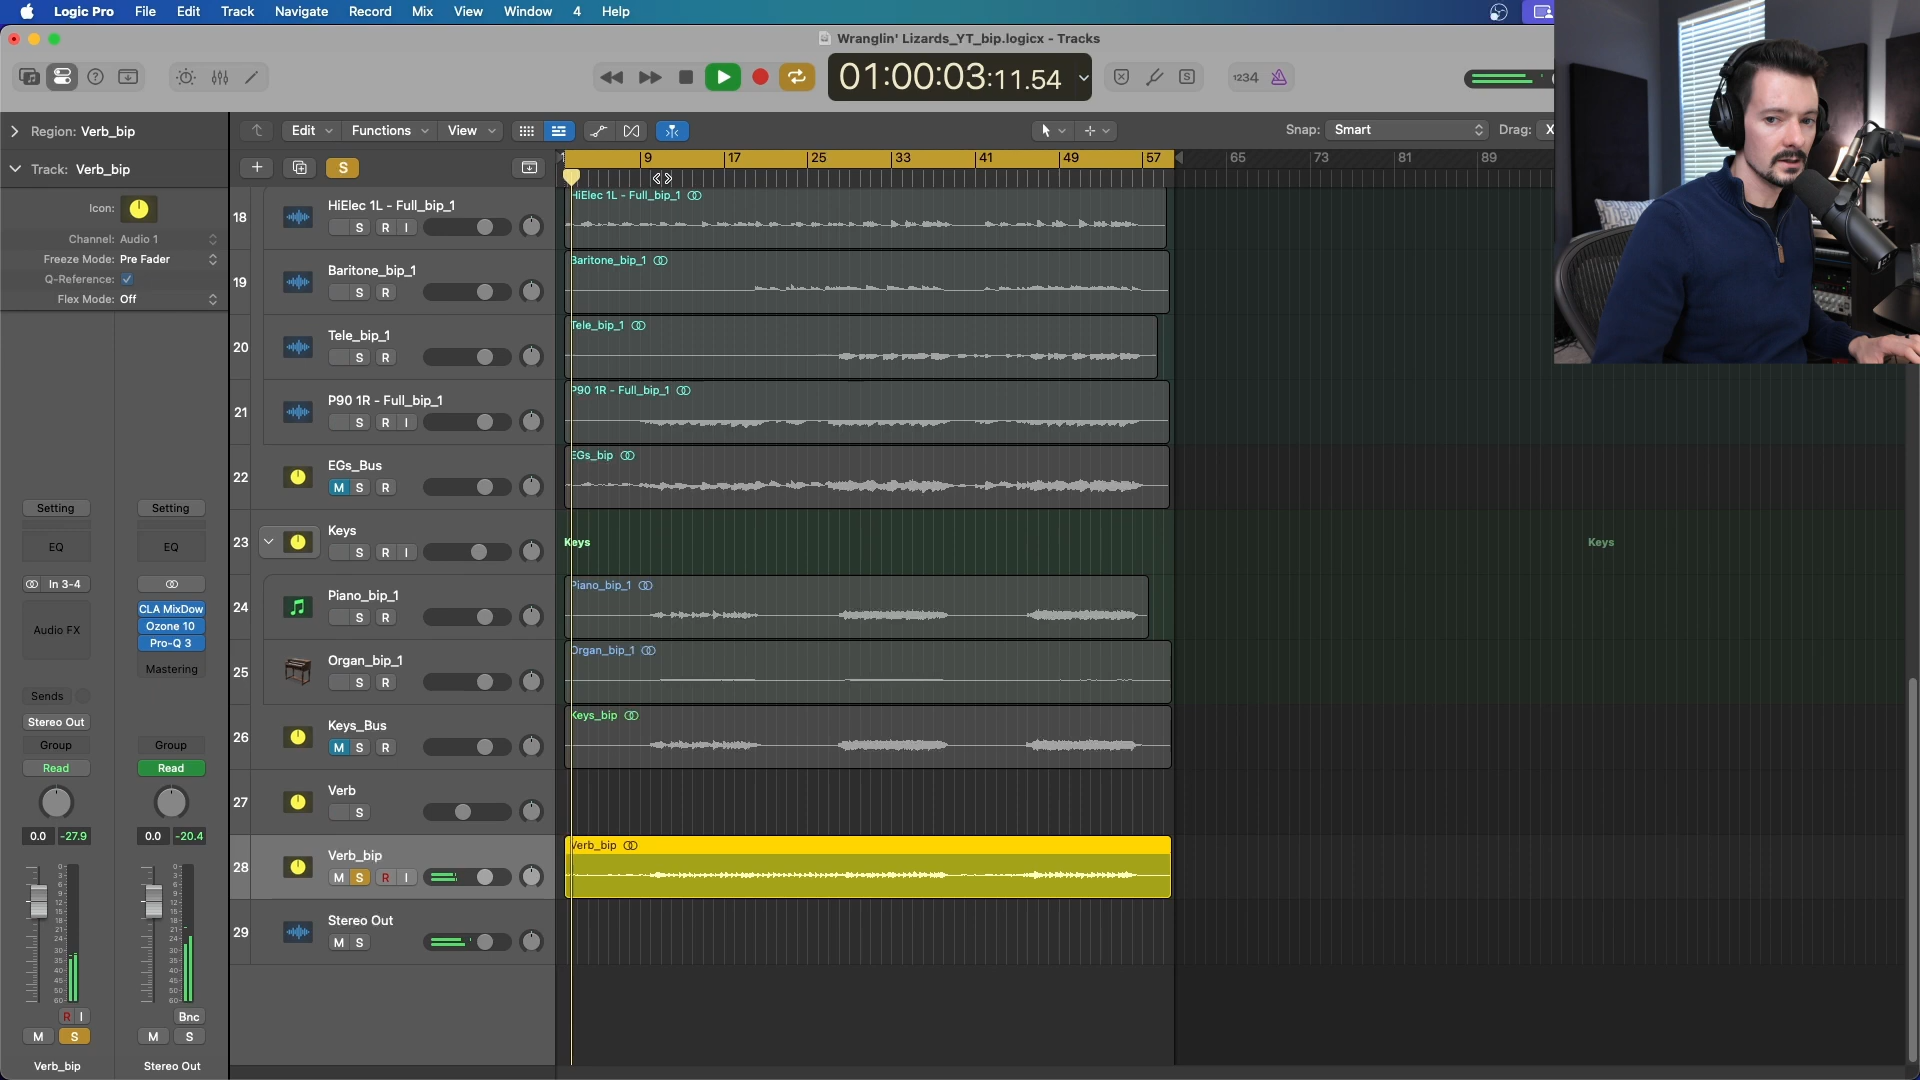 Logic Pro File Edit Track Navigate Record Mix View Window 4 Help
Wranglin' Lizards_YT_bip.logicx - Tracks
01:00:03:11.54
1234
Region: Verb_bip
Edit Functions View
Snap: Smart Drag: X
Track: Verb_bip
S
1 9 17 25 33 41 49 57 65 73 81 89
Icon:
Channel: Audio 1
Freeze Mode: Pre Fader
Q-Reference:
Flex Mode: Off
18 HiElec 1L - Full_bip_1
S R I
HiElec 1L - Full_bip_1
19 Baritone_bip_1
S R
Baritone_bip_1
20 Tele_bip_1
S R
Tele_bip_1
21 P90 1R - Full_bip_1
S R I
P90 1R - Full_bip_1
22 EGs_Bus
M S R
EGs_bip
23 Keys
S R I
Keys Keys
24 Piano_bip_1
S R
Piano_bip_1
25 Organ_bip_1
S R
Organ_bip_1
26 Keys_Bus
M S R
Keys_bip
27 Verb
S
28 Verb_bip
M S R I
Verb_bip
29 Stereo Out
M S
Setting Setting
EQ EQ
In 3-4
CLA MixDow
Audio FX Ozone 10
Pro-Q 3
Mastering
Sends
Stereo Out
Group Group
Read Read
0.0 -27.9 0.0 -20.4
R I Bnc
M S M S
Verb_bip Stereo Out